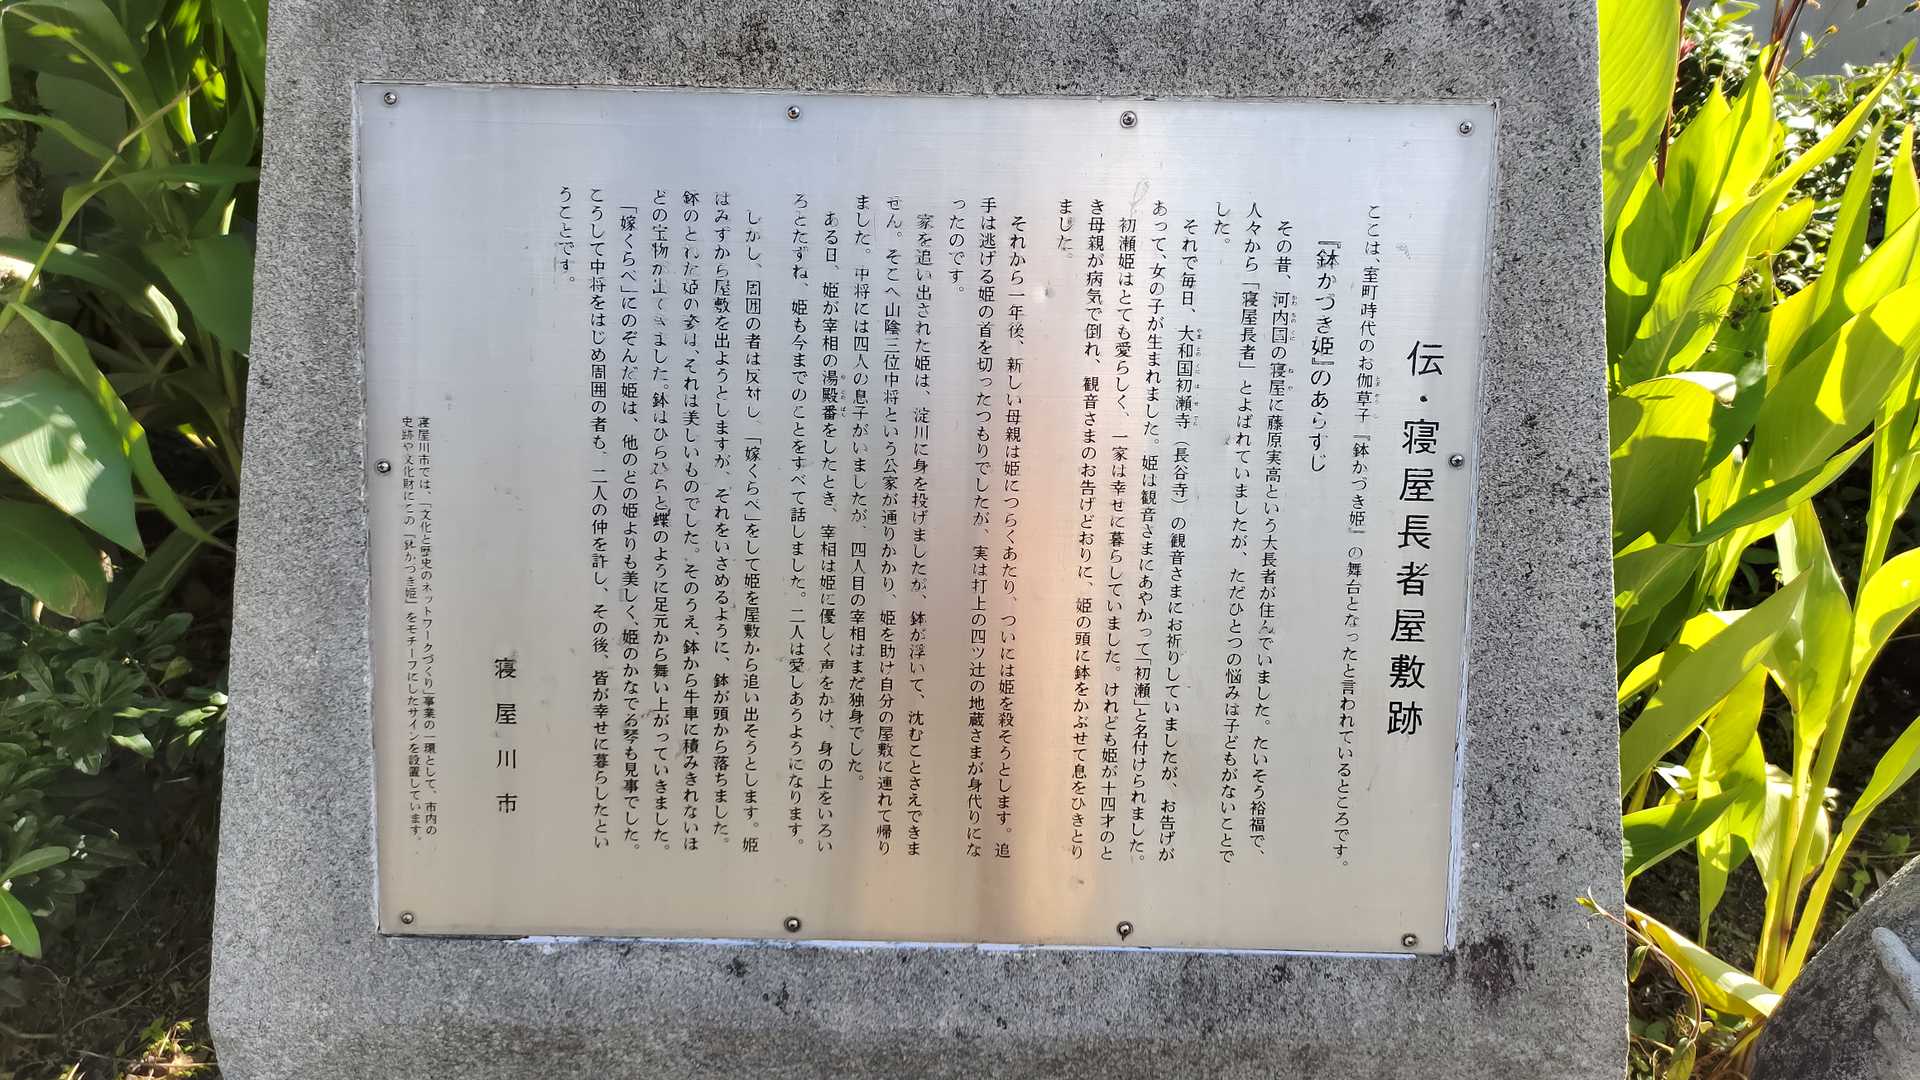 伝・寝屋長者屋敷跡
ここは、室町時代のお伽草子『鉢かづき姫』の舞台となったと言われているところです。
『鉢かづき姫』のあらすじ
その昔、河内国の寝屋に藤原実高という大長者が住んでいました。たいそう裕福で、
人々から「寝屋長者」とよばれていましたが、ただひとつの悩みは子どもがないことで
した。
それで毎日、大和国初瀬寺（長谷寺）の観音さまにお祈りしていましたが、お告げが
あって、女の子が生まれました。姫は観音さまにあやかって「初瀬」と名付けられました。
初瀬姫はとても愛らしく、一家は幸せに暮らしていました。けれども姫が十四才のと
き母親が病気で倒れ、観音さまのお告げどおりに、姫の頭に鉢をかぶせて息をひきとり
ました。
それから一年後、新しい母親は姫につらくあたり、ついには姫を殺そうとします。追
手は逃げる姫の首を切ったつもりでしたが、実は打上の四ツ辻の地蔵さまが身代りにな
ったのです。
家を追い出された姫は、淀川に身を投げましたが、鉢が浮いて、沈むことさえできま
せん。そこへ山陰三位中将という公家が通りかかり、姫を助け自分の屋敷に連れて帰り
ました。中将には四人の息子がいましたが、四人目の宰相はまだ独身でした。
ある日、姫が宰相の湯殿番をしたとき、宰相は姫に優しく声をかけ、身の上をいろい
ろとたずね、姫も今までのことをすべて話しました。二人は愛しあうようになります。
しかし、周囲の者は反対し、「嫁くらべ」をして姫を屋敷から追い出そうとします。姫
はみずから屋敷を出ようとしますが、それをいさめるように、鉢が頭から落ちました。
鉢のとれた姫の姿は、それは美しいものでした。そのうえ、鉢から牛車に積みきれないほ
どの宝物が出てきました。鉢はひらひらと蝶のように足元から舞い上がっていきました。
「嫁くらべ」にのぞんだ姫は、他のどの姫よりも美しく、姫のかなでる琴も見事でした。
こうして中将をはじめ周囲の者も、二人の仲を許し、その後、皆が幸せに暮らしたとい
うことです。
寝屋川市
寝屋川市では、「文化と歴史のネットワークづくり」事業の一環として、市内の
史跡や文化財にこの『鉢かづき姫』をモチーフにしたサインを設置しています。